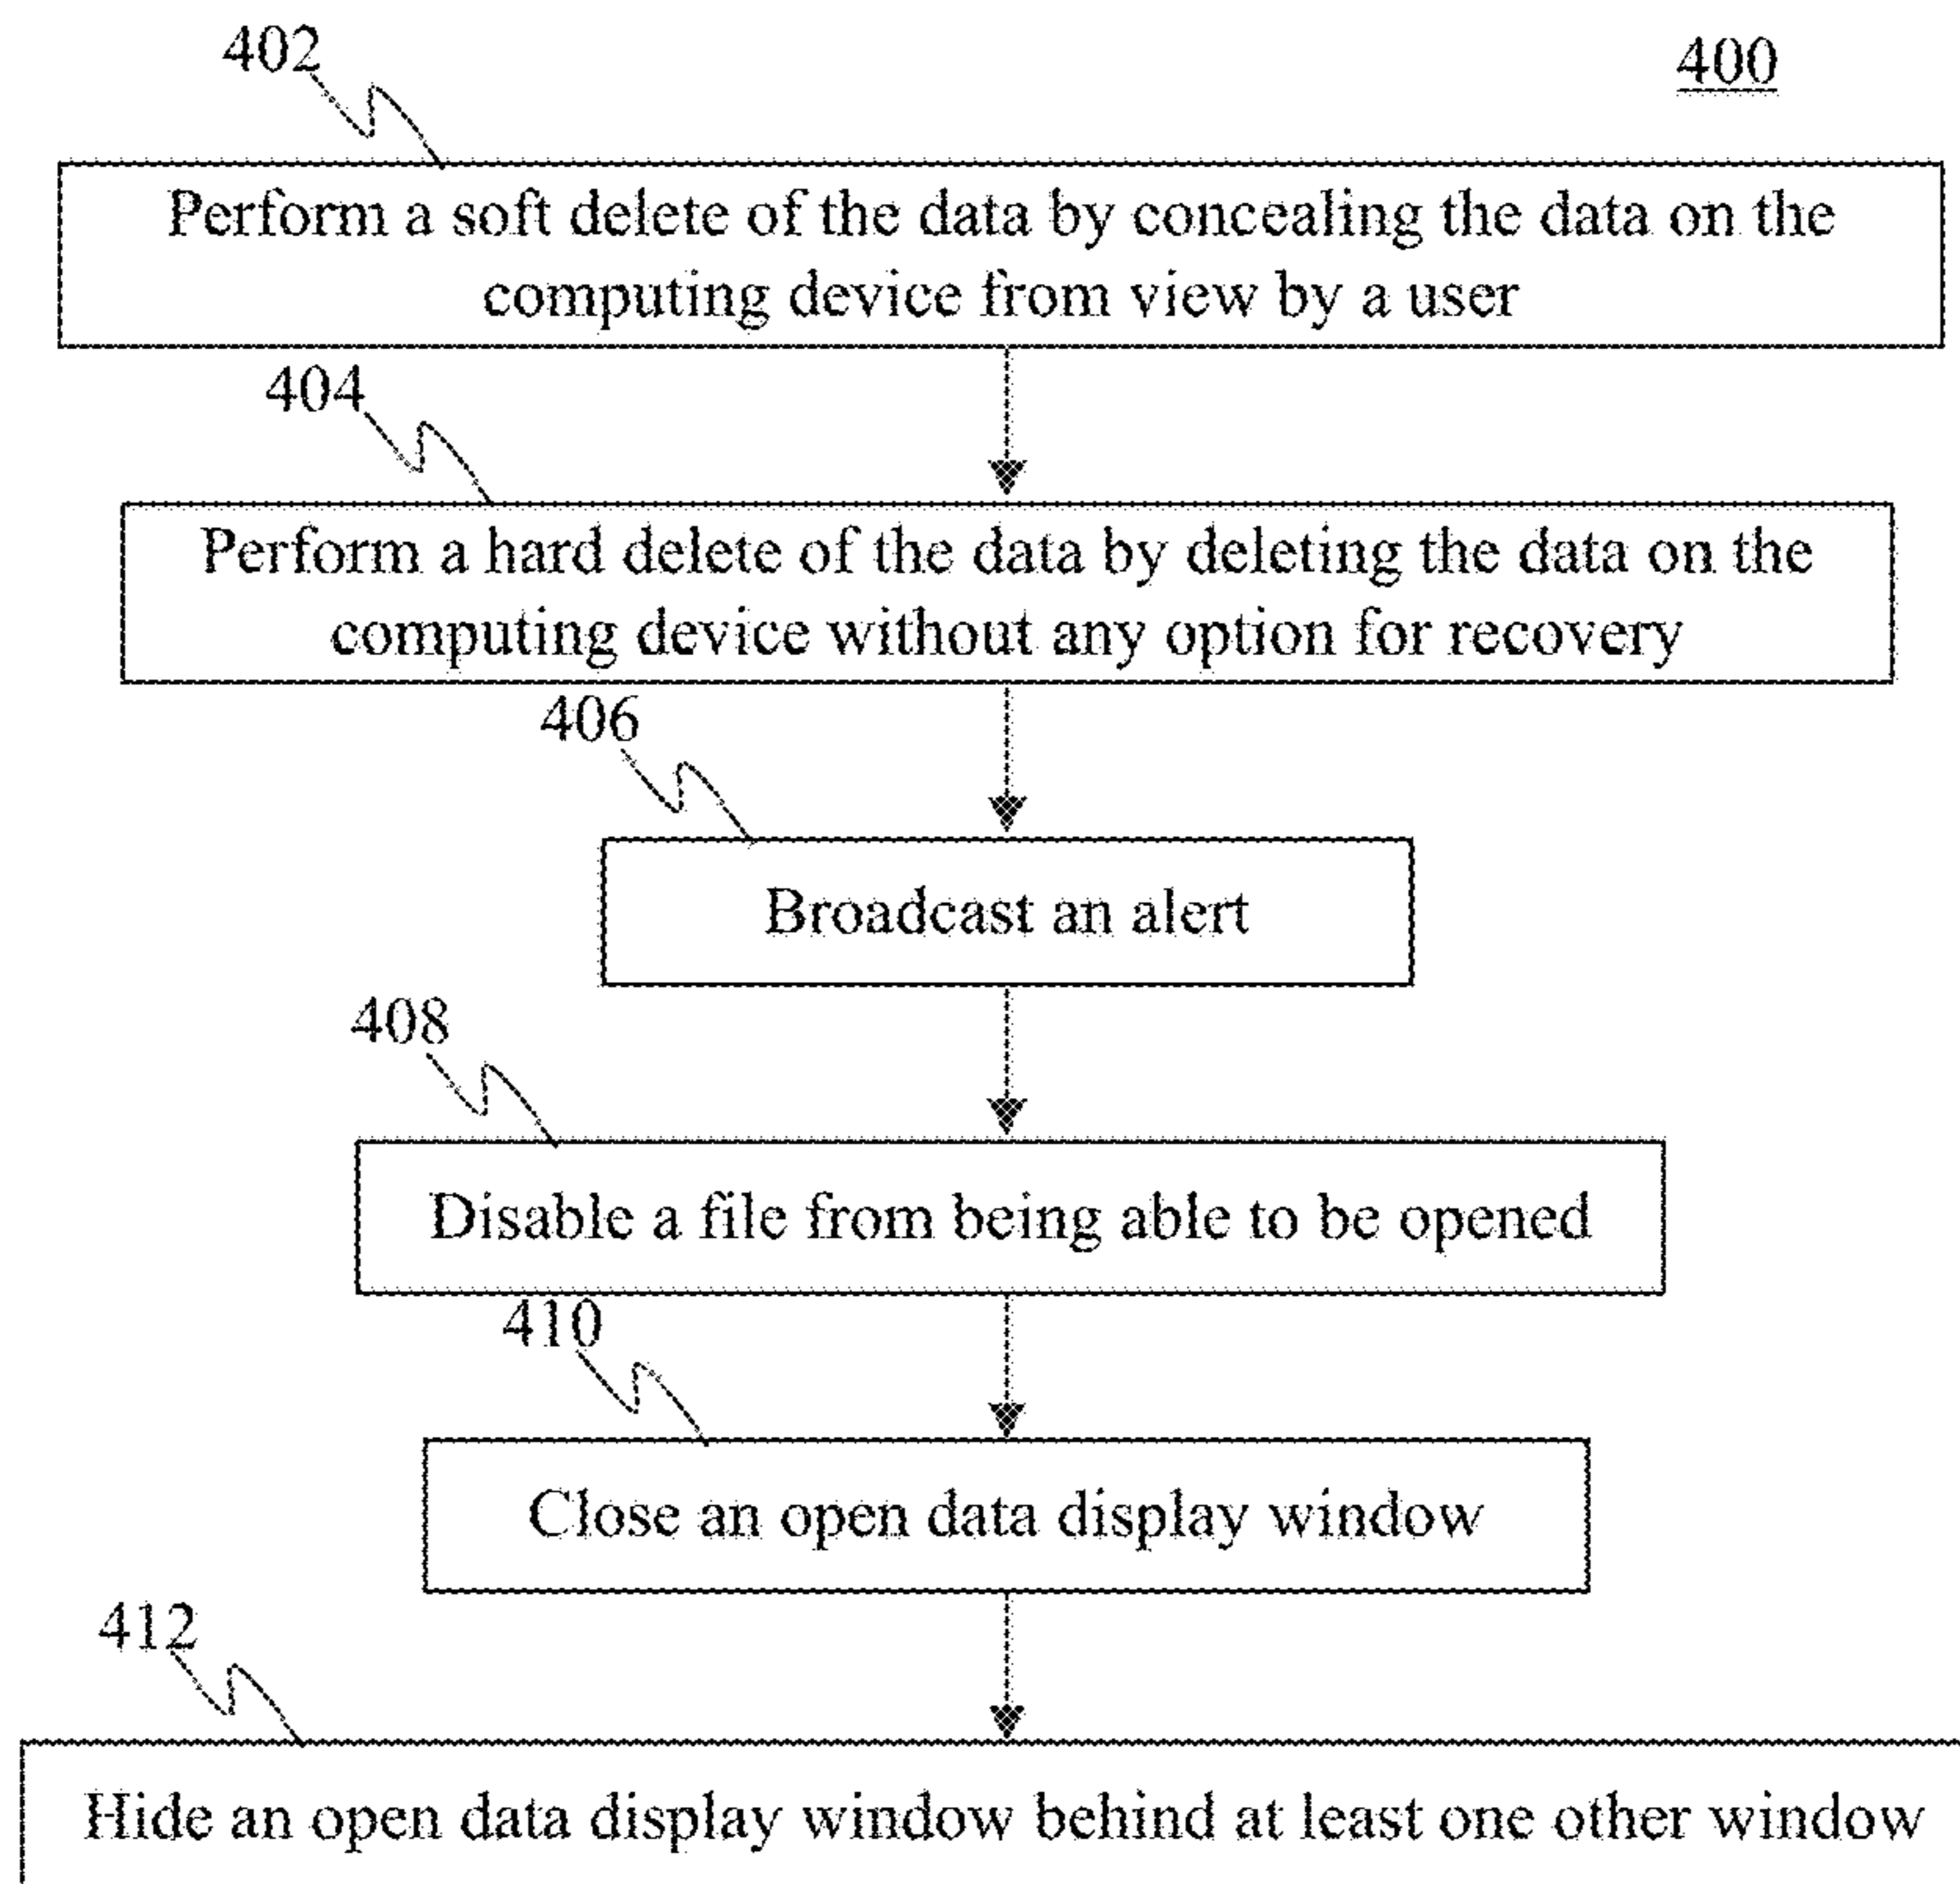 402
400
Perform a soft delete of the data by concealing the data on the
computing device from view by a user
404
Perform a hard delete of the data by deleting the data on the
computing device without any option for recovery
406
Broadcast an alert
408
Disable a file from being able to be opened
410
Close an open data display window
412
Hide an open data display window behind at least one other window